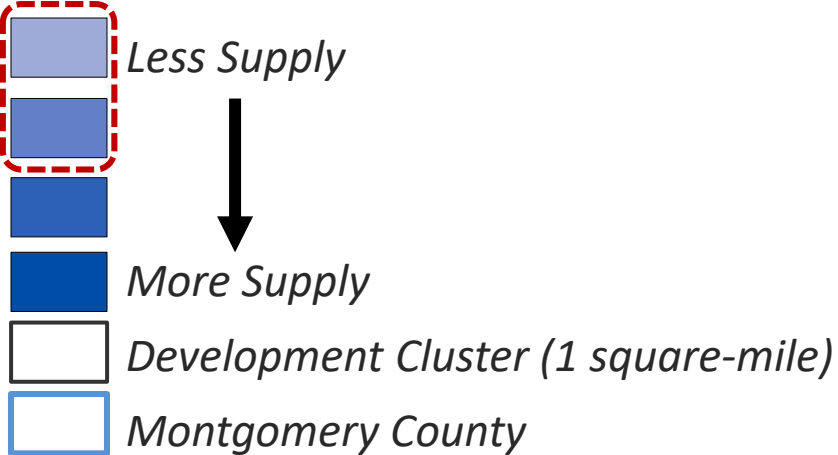 Less Supply
More Supply
Development Cluster (1 square-mile)
Montgomery County